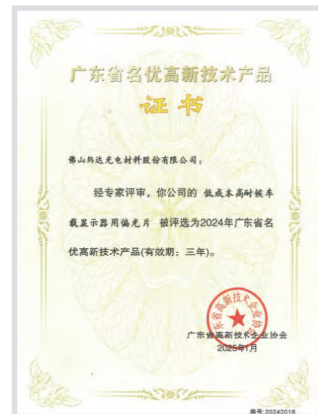 广东省名优高新技术产品
证书
佛山纬达光电材料股份有限公司：
经专家评审，你公司的 低成本高耐候车
载显示器用偏光片 被评选为2024年广东省名
优高新技术产品(有效期：三年)。
广东省高新技术企业协会
2025年1月
编号:20242018